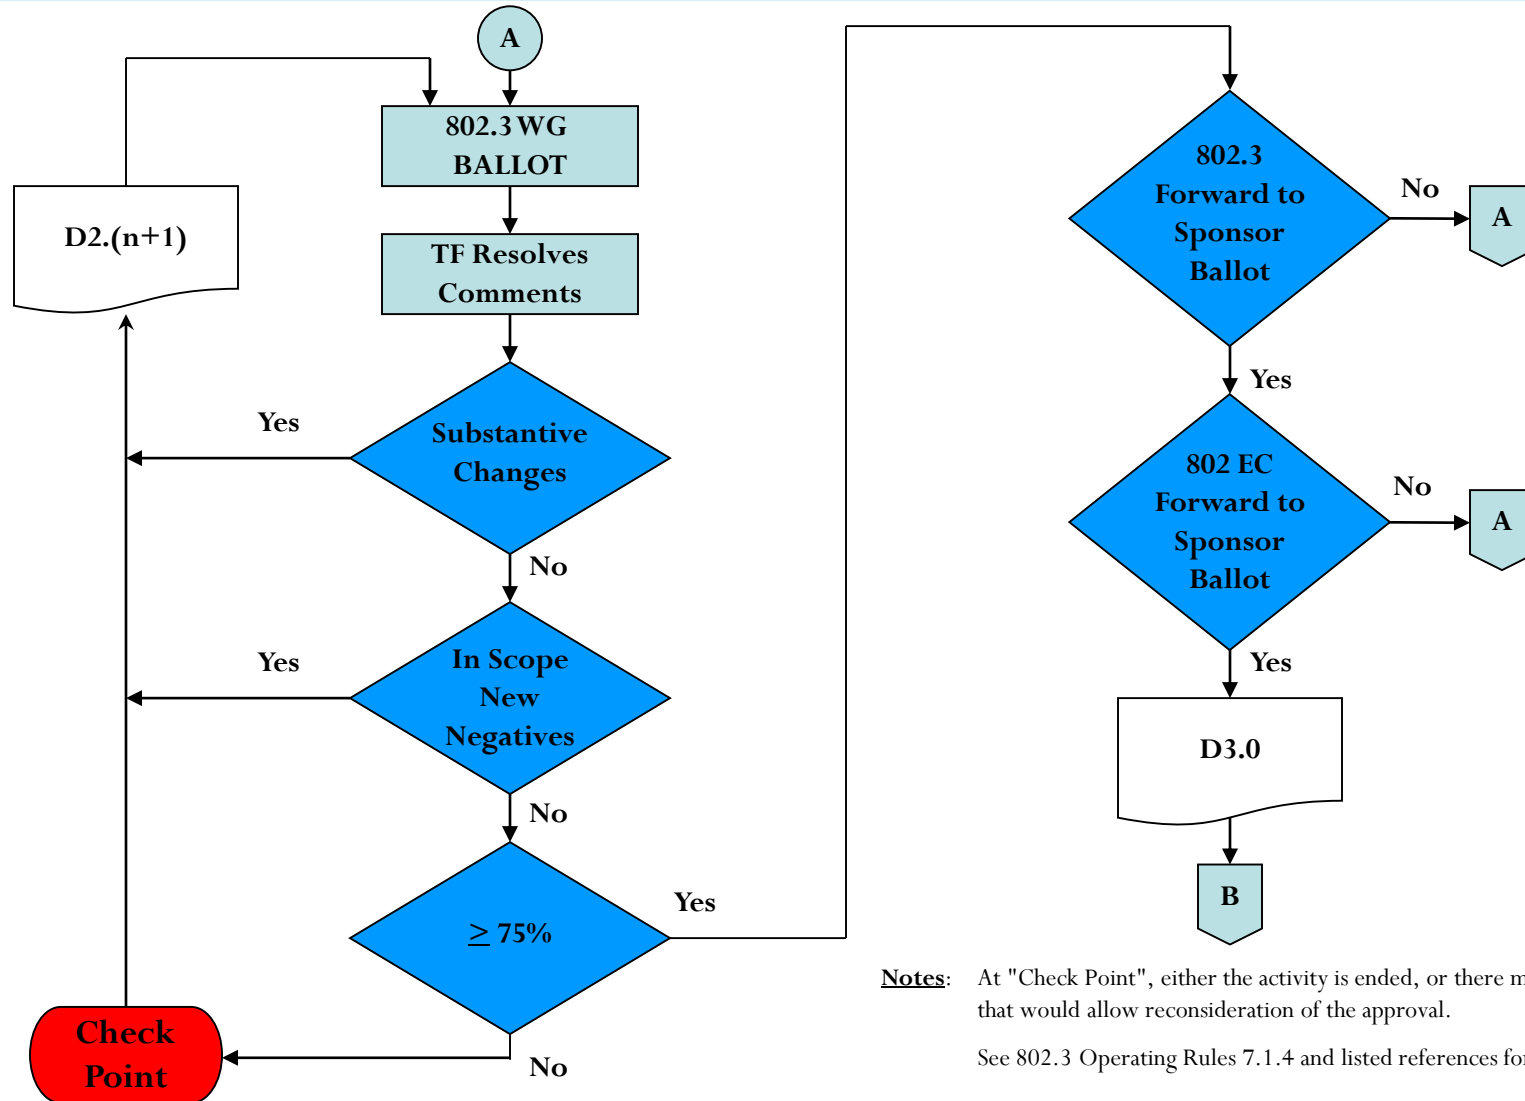 A
802.3 WG
BALLOT
D2.(n+1)
TF Resolves
Comments
Yes
Substantive
Changes
No
Yes
In Scope
New
Negatives
No
≥ 75%
Yes
Check
Point
No
802.3
Forward to
Sponsor
Ballot
No
A
Yes
802 EC
Forward to
Sponsor
Ballot
No
A
Yes
D3.0
B
Notes: At "Check Point", either the activity is ended, or there
that would allow reconsideration of the approval.
See 802.3 Operating Rules 7.1.4 and listed references for